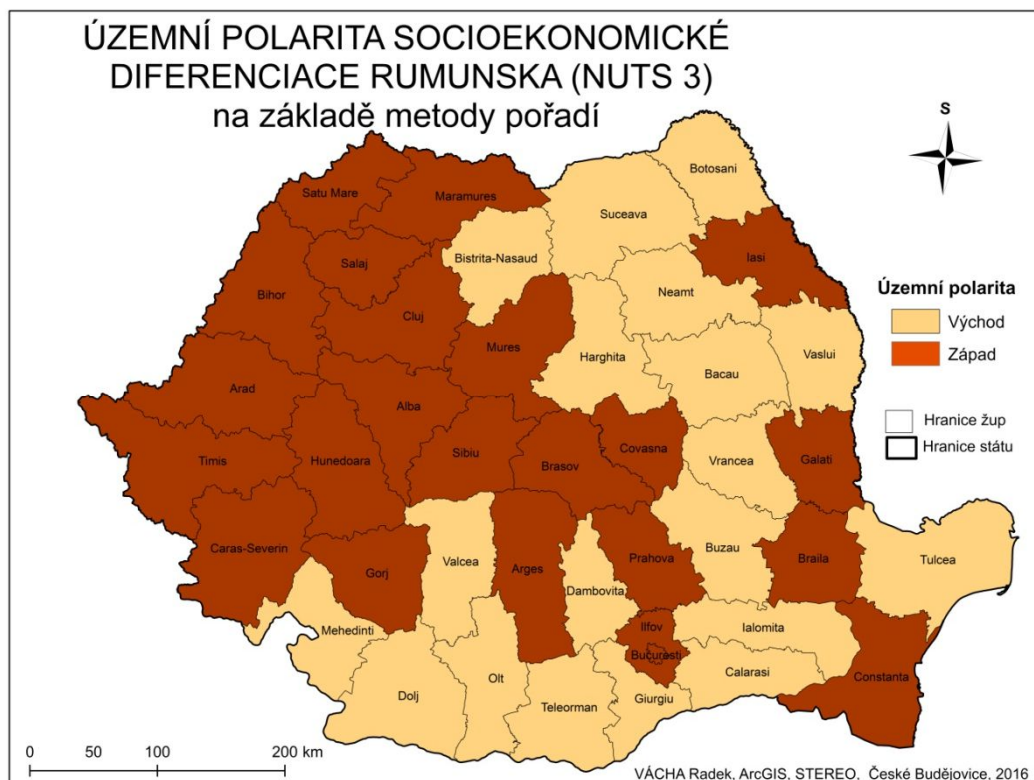 ÚZEMNÍ POLARITA SOCIOEKONOMICKÉ
DIFERENCIACE RUMUNSKA (NUTS 3)
na základě metody pořadí
S
Botosani
Satu Mare
Maramures
Suceava
Iasi
Bistrita-Nasaud
Salaj
Neamt
Bihor
Cluj
Územní polarita
Východ
Západ
Mures
Harghita
Vaslui
Bacau
Arad
Alba
Hranice žup
Hranice státu
Timis
Hunedoara
Sibiu
Brasov
Covasna
Vrancea
Galati
Caras-Severin
Gorj
Valcea
Arges
Dambovita
Prahova
Buzau
Braila
Tulcea
Mehedinti
Ilfov
Bucuresti
Ialomita
Calarasi
Constanta
Dolj
Olt
Teleorman
Giurgiu
0 50 100 200 km
VÁCHA Radek, ArcGIS, STEREO, České Budějovice, 2016